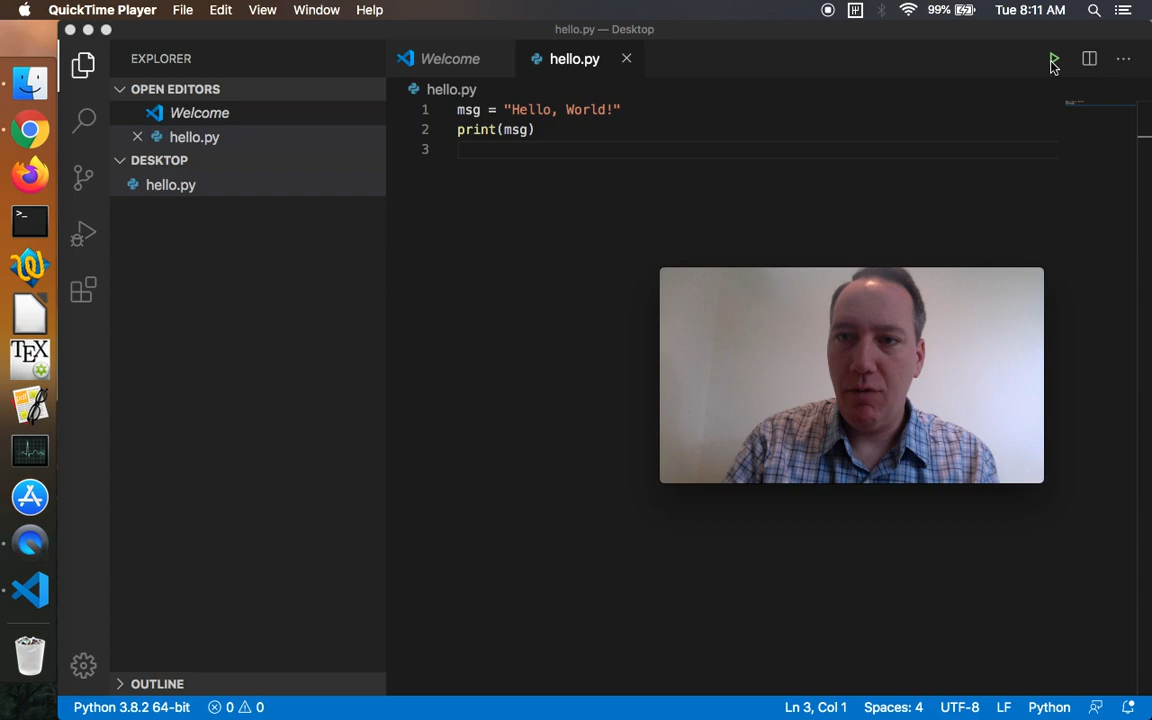 QuickTime Player File Edit View Window Help 99% Tue 8:11 AM
hello.py — Desktop
EXPLORER
Welcome
hello.py
OPEN EDITORS
Welcome
hello.py
DESKTOP
hello.py
hello.py
1 msg = "Hello, World!"
2 print(msg)
3
>_
TEX
OUTLINE
Python 3.8.2 64-bit 0 0 Ln 3, Col 1 Spaces: 4 UTF-8 LF Python